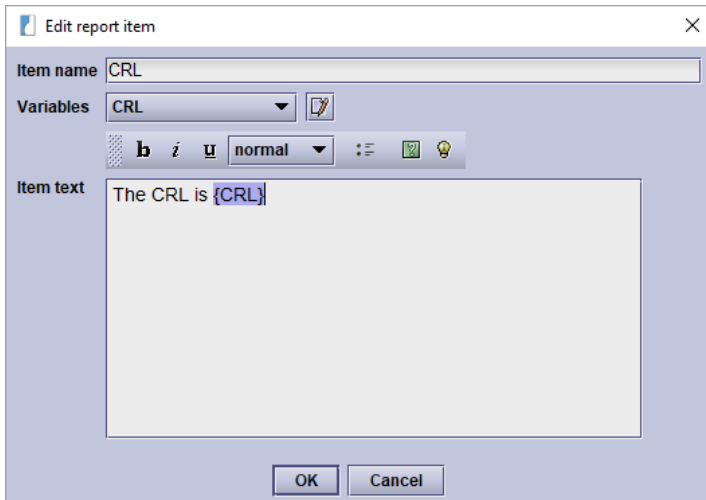 Edit report item
Item name CRL
Variables CRL
b i u normal
Item text The CRL is {CRL}
OK Cancel